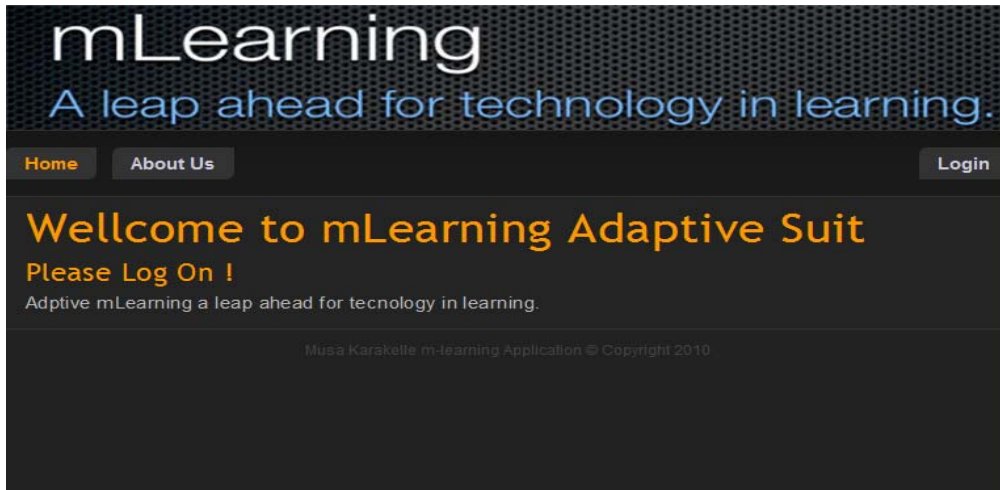 mLearning
A leap ahead for technology in learning.
Home About Us Login
Wellcome to mLearning Adaptive Suit
Please Log On !
Adptive mLearning a leap ahead for tecnology in learning.
Musa Karakelle m-learning Application © Copyright 2010